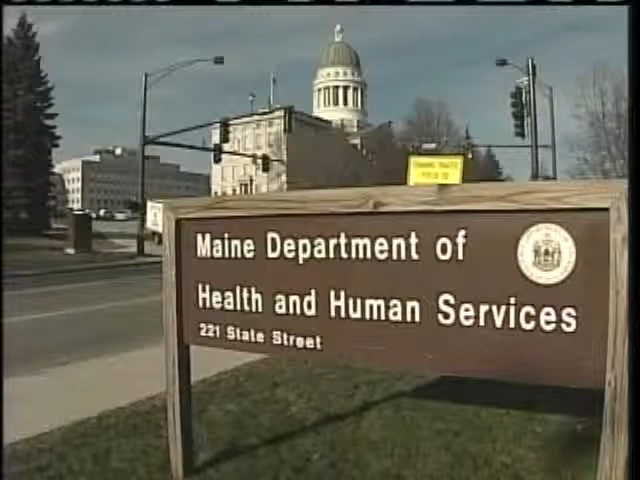 Maine Department of
Health and Human Services
221 State Street